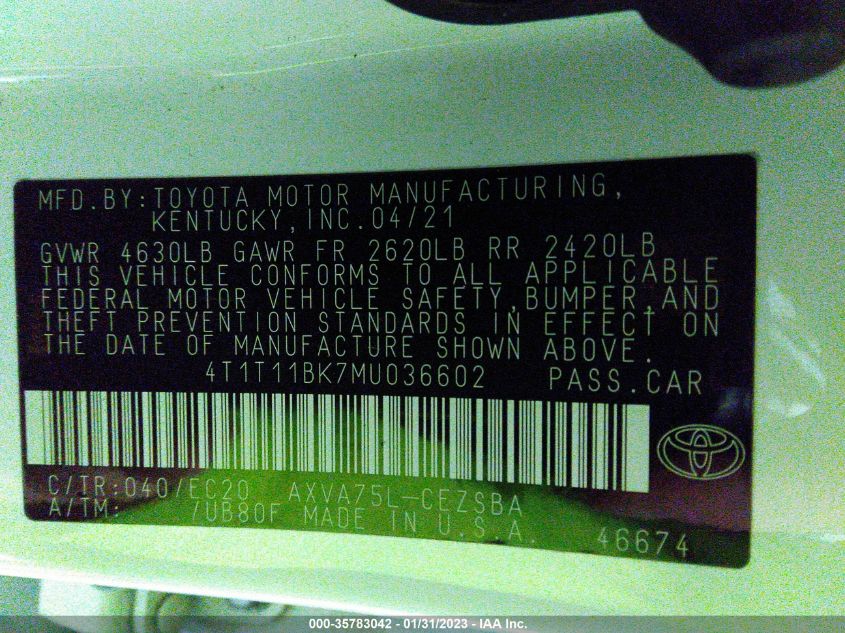 MFD.BY:TOYOTA MOTOR MANUFACTURING,
KENTUCKY,INC.04/21
GVWR 4630LB GAWR FR 2620LB RR 2420LB
THIS VEHICLE CONFORMS TO ALL APPLICABLE
FEDERAL MOTOR VEHICLE SAFETY,BUMPER,AND
THEFT PREVENTION STANDARDS IN EFFECT ON
THE DATE OF MANUFACTURE SHOWN ABOVE.
4T1T11BK7MU036602 PASS.CAR
C/TR:040/EC20 AXVA75L-CEZSBA
A/TM: /UB80F MADE IN U.S.A. 46674
000-35783042 - 01/31/2023 - IAA Inc.